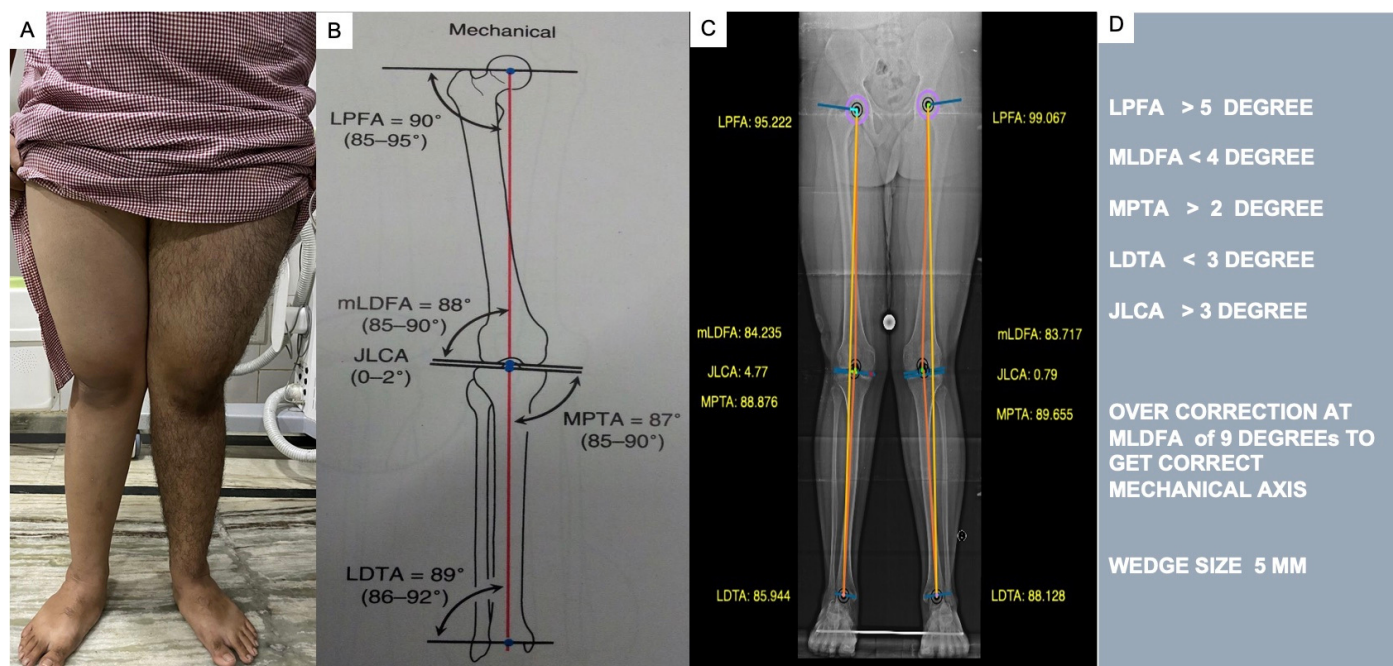 A
B
Mechanical
LPFA = 90°
(85–95°)
mLDFA = 88°
(85–90°)
JLCA
(0–2°)
MPTA = 87°
(85–90°)
LDTA = 89°
(86–92°)
C
LPFA: 95.222
LPFA: 99.067
mLDFA: 84.235
mLDFA: 83.717
JLCA: 4.77
JLCA: 0.79
MPTA: 88.876
MPTA: 89.655
LDTA: 85.944
LDTA: 88.128
D
LPFA > 5 DEGREE
MLDFA < 4 DEGREE
MPTA > 2 DEGREE
LDTA < 3 DEGREE
JLCA > 3 DEGREE
OVER CORRECTION AT
MLDFA of 9 DEGREEs TO
GET CORRECT
MECHANICAL AXIS
WEDGE SIZE 5 MM